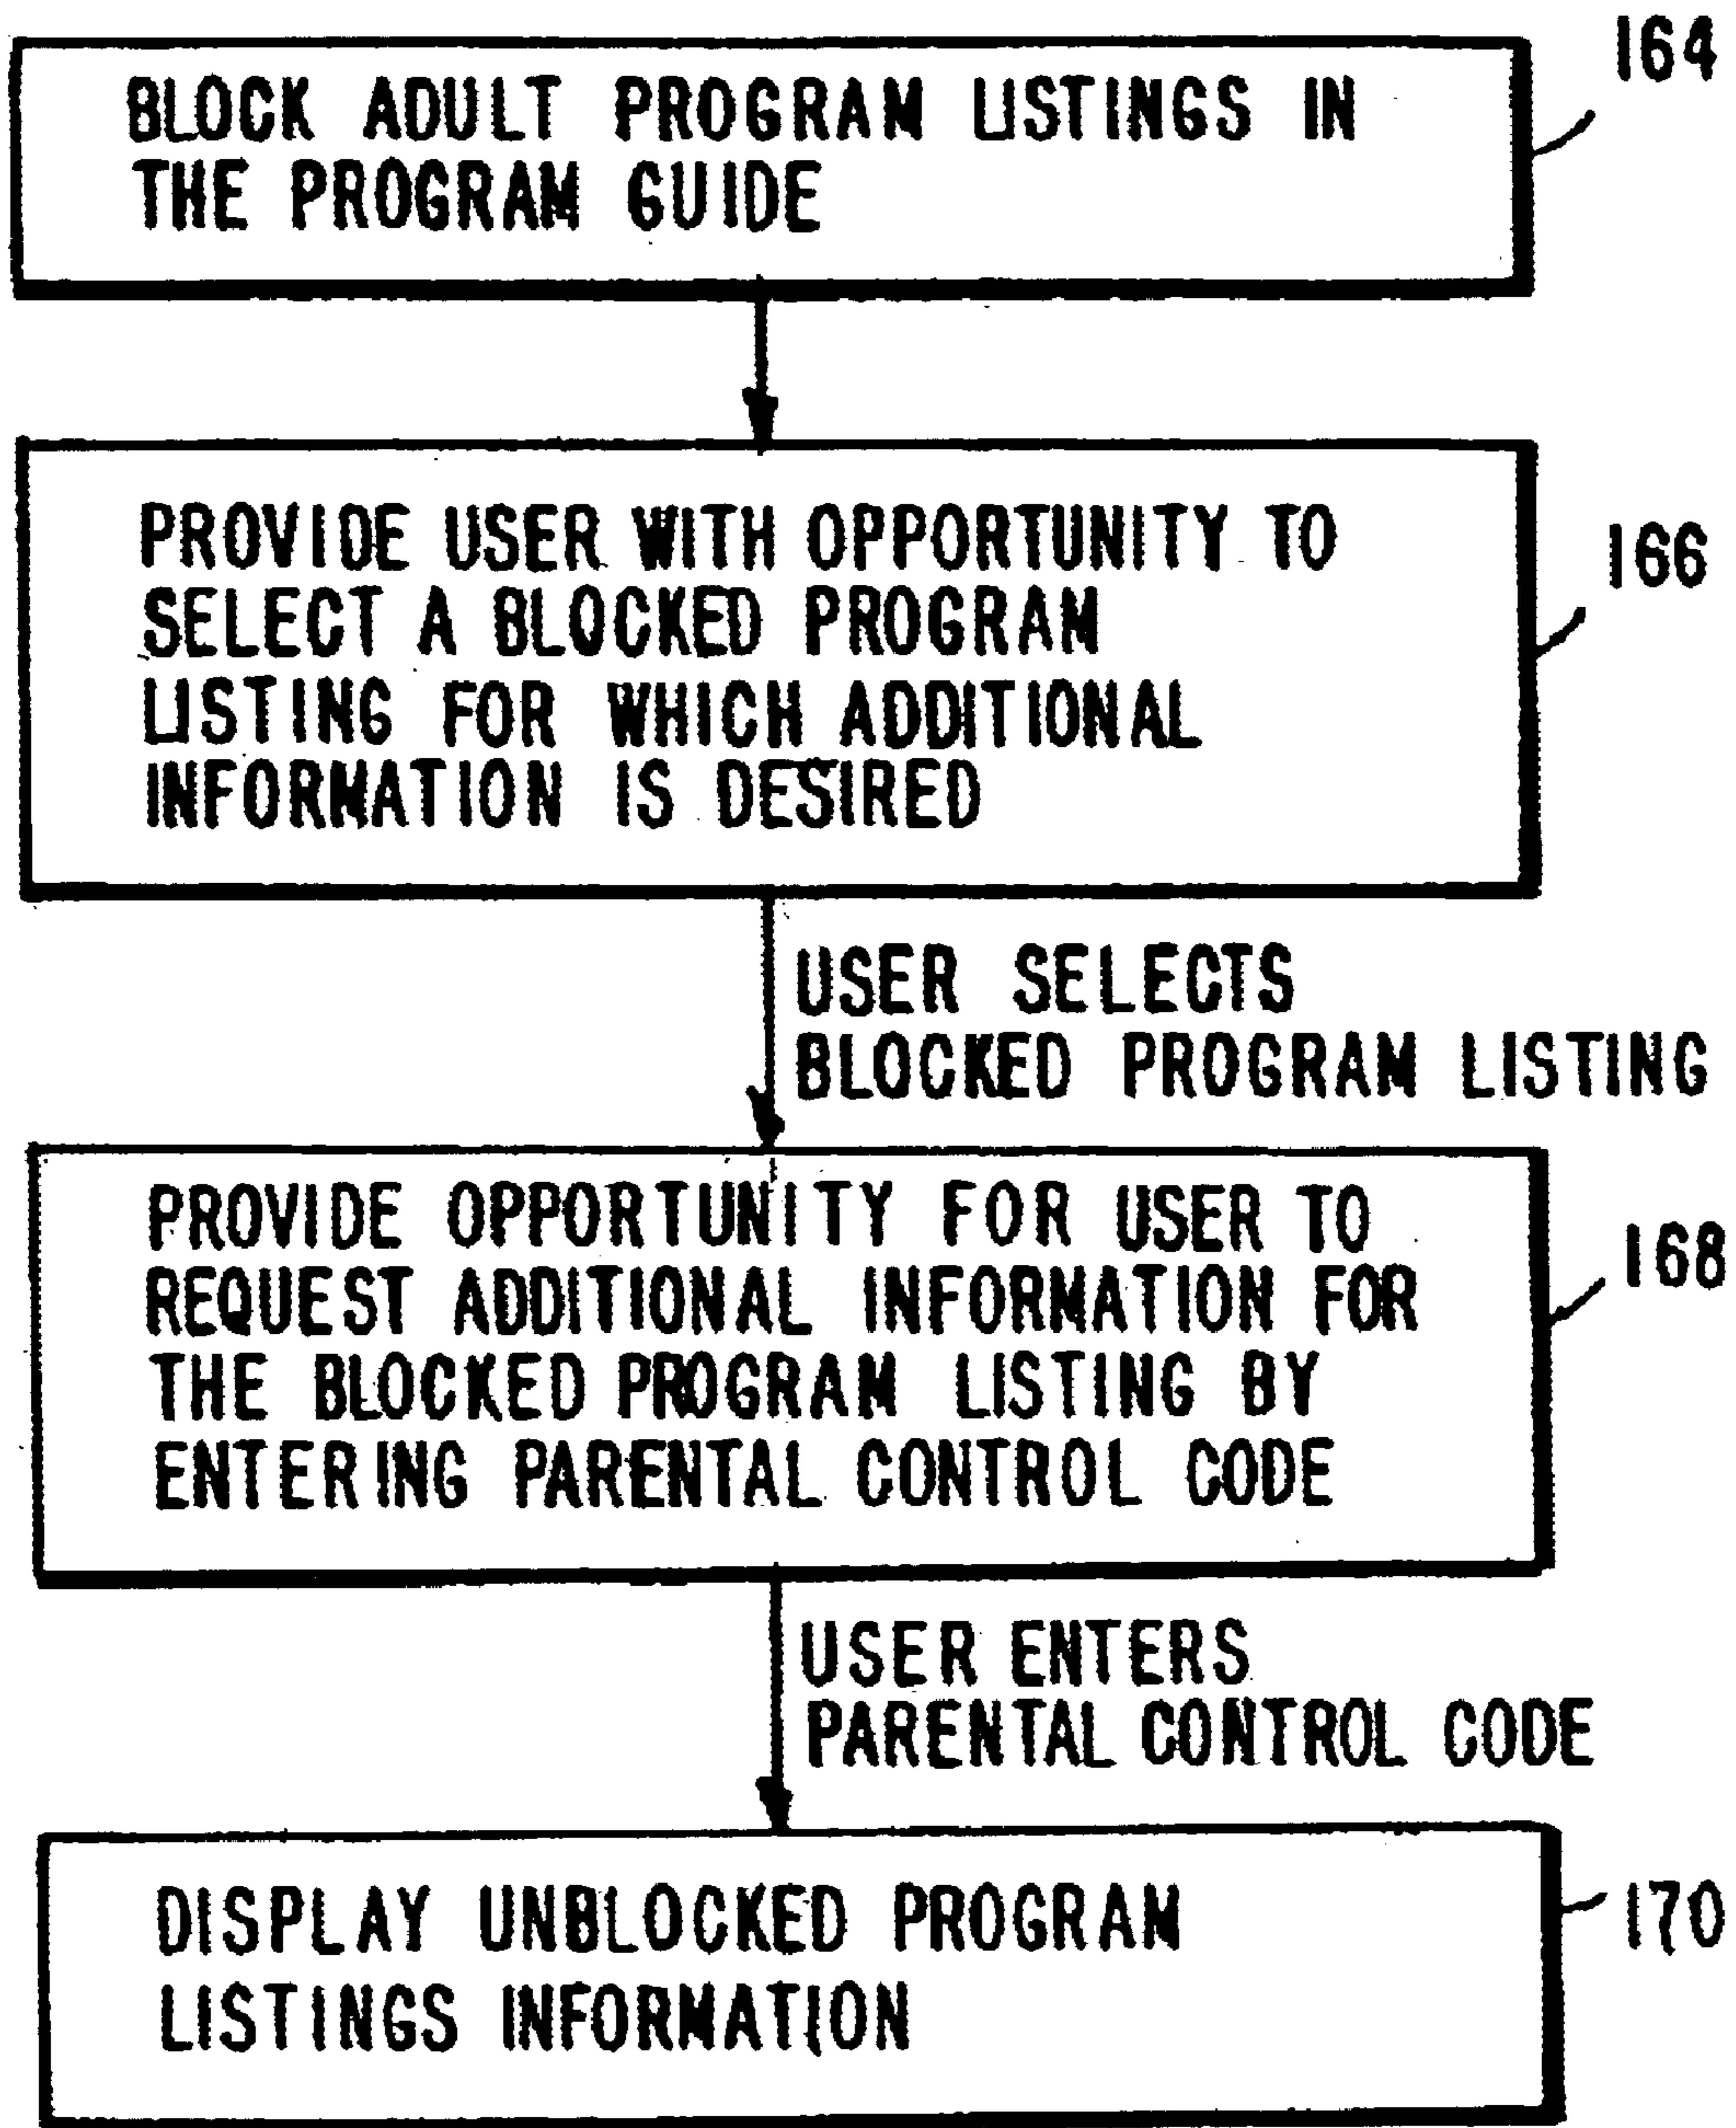 164
BLOCK ADULT PROGRAM LISTINGS IN
THE PROGRAM GUIDE
PROVIDE USER WITH OPPORTUNITY TO
SELECT A BLOCKED PROGRAM
LISTING FOR WHICH ADDITIONAL
INFORMATION IS DESIRED
166
USER SELECTS
BLOCKED PROGRAM LISTING
PROVIDE OPPORTUNITY FOR USER TO
REQUEST ADDITIONAL INFORMATION FOR
THE BLOCKED PROGRAM LISTING BY
ENTERING PARENTAL CONTROL CODE
168
USER ENTERS
PARENTAL CONTROL CODE
DISPLAY UNBLOCKED PROGRAM
LISTINGS INFORMATION
170